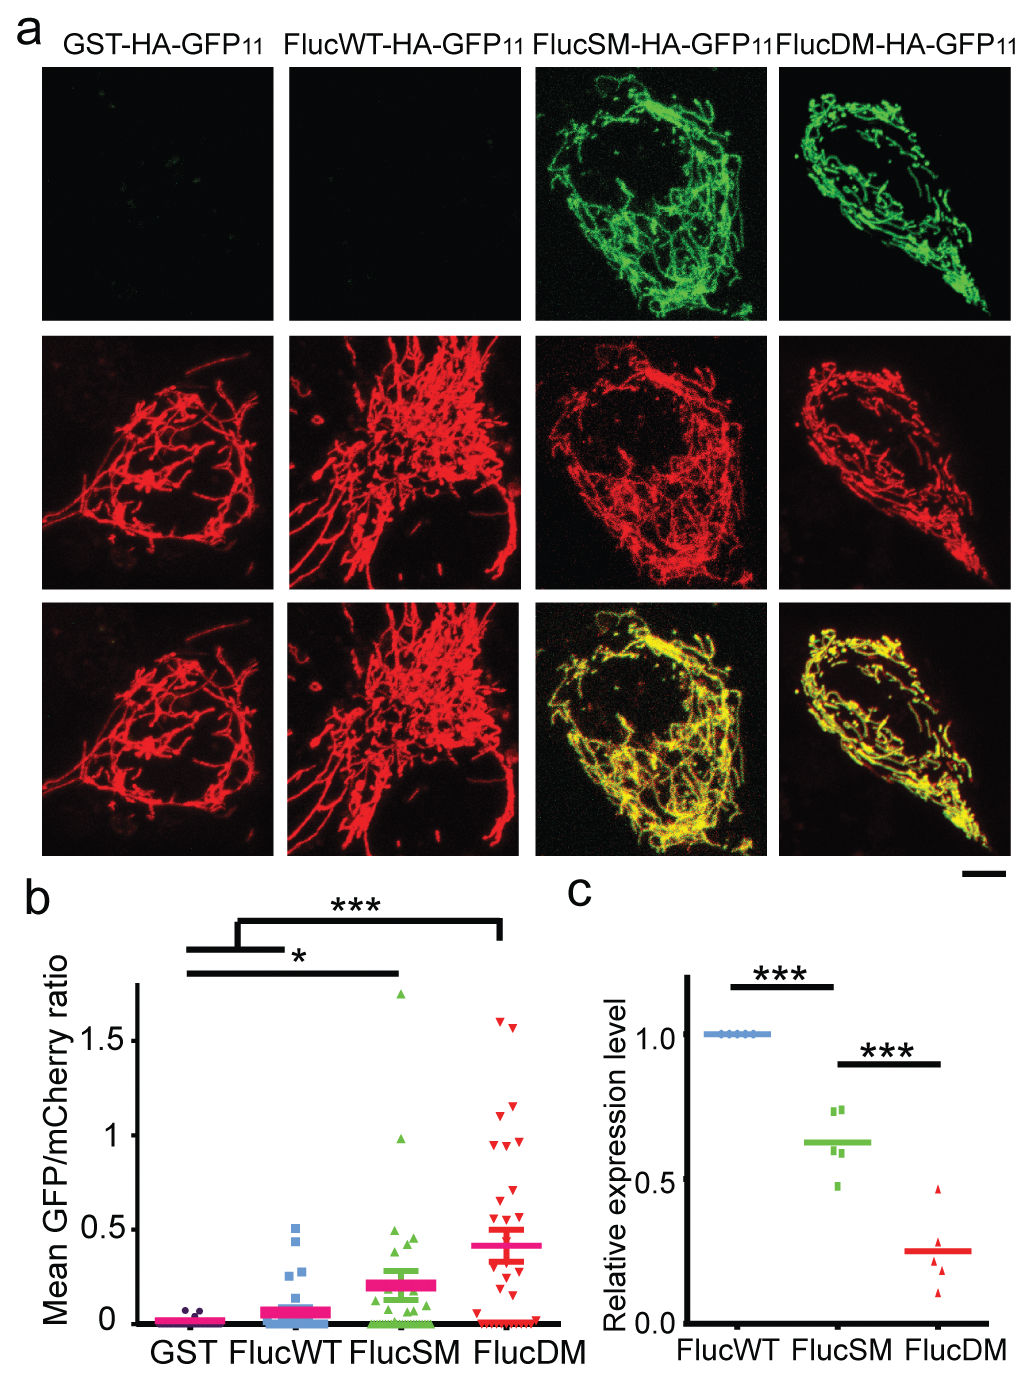 a
GST-HA-GFP11 FlucWT-HA-GFP11 FlucSM-HA-GFP11 FlucDM-HA-GFP11
b
***
*
Mean GFP/mCherry ratio
1.5
1
0.5
0
GST FlucWT FlucSM FlucDM
c
***
***
Relative expression level
1.0
0.5
0.0
FlucWT FlucSM FlucDM